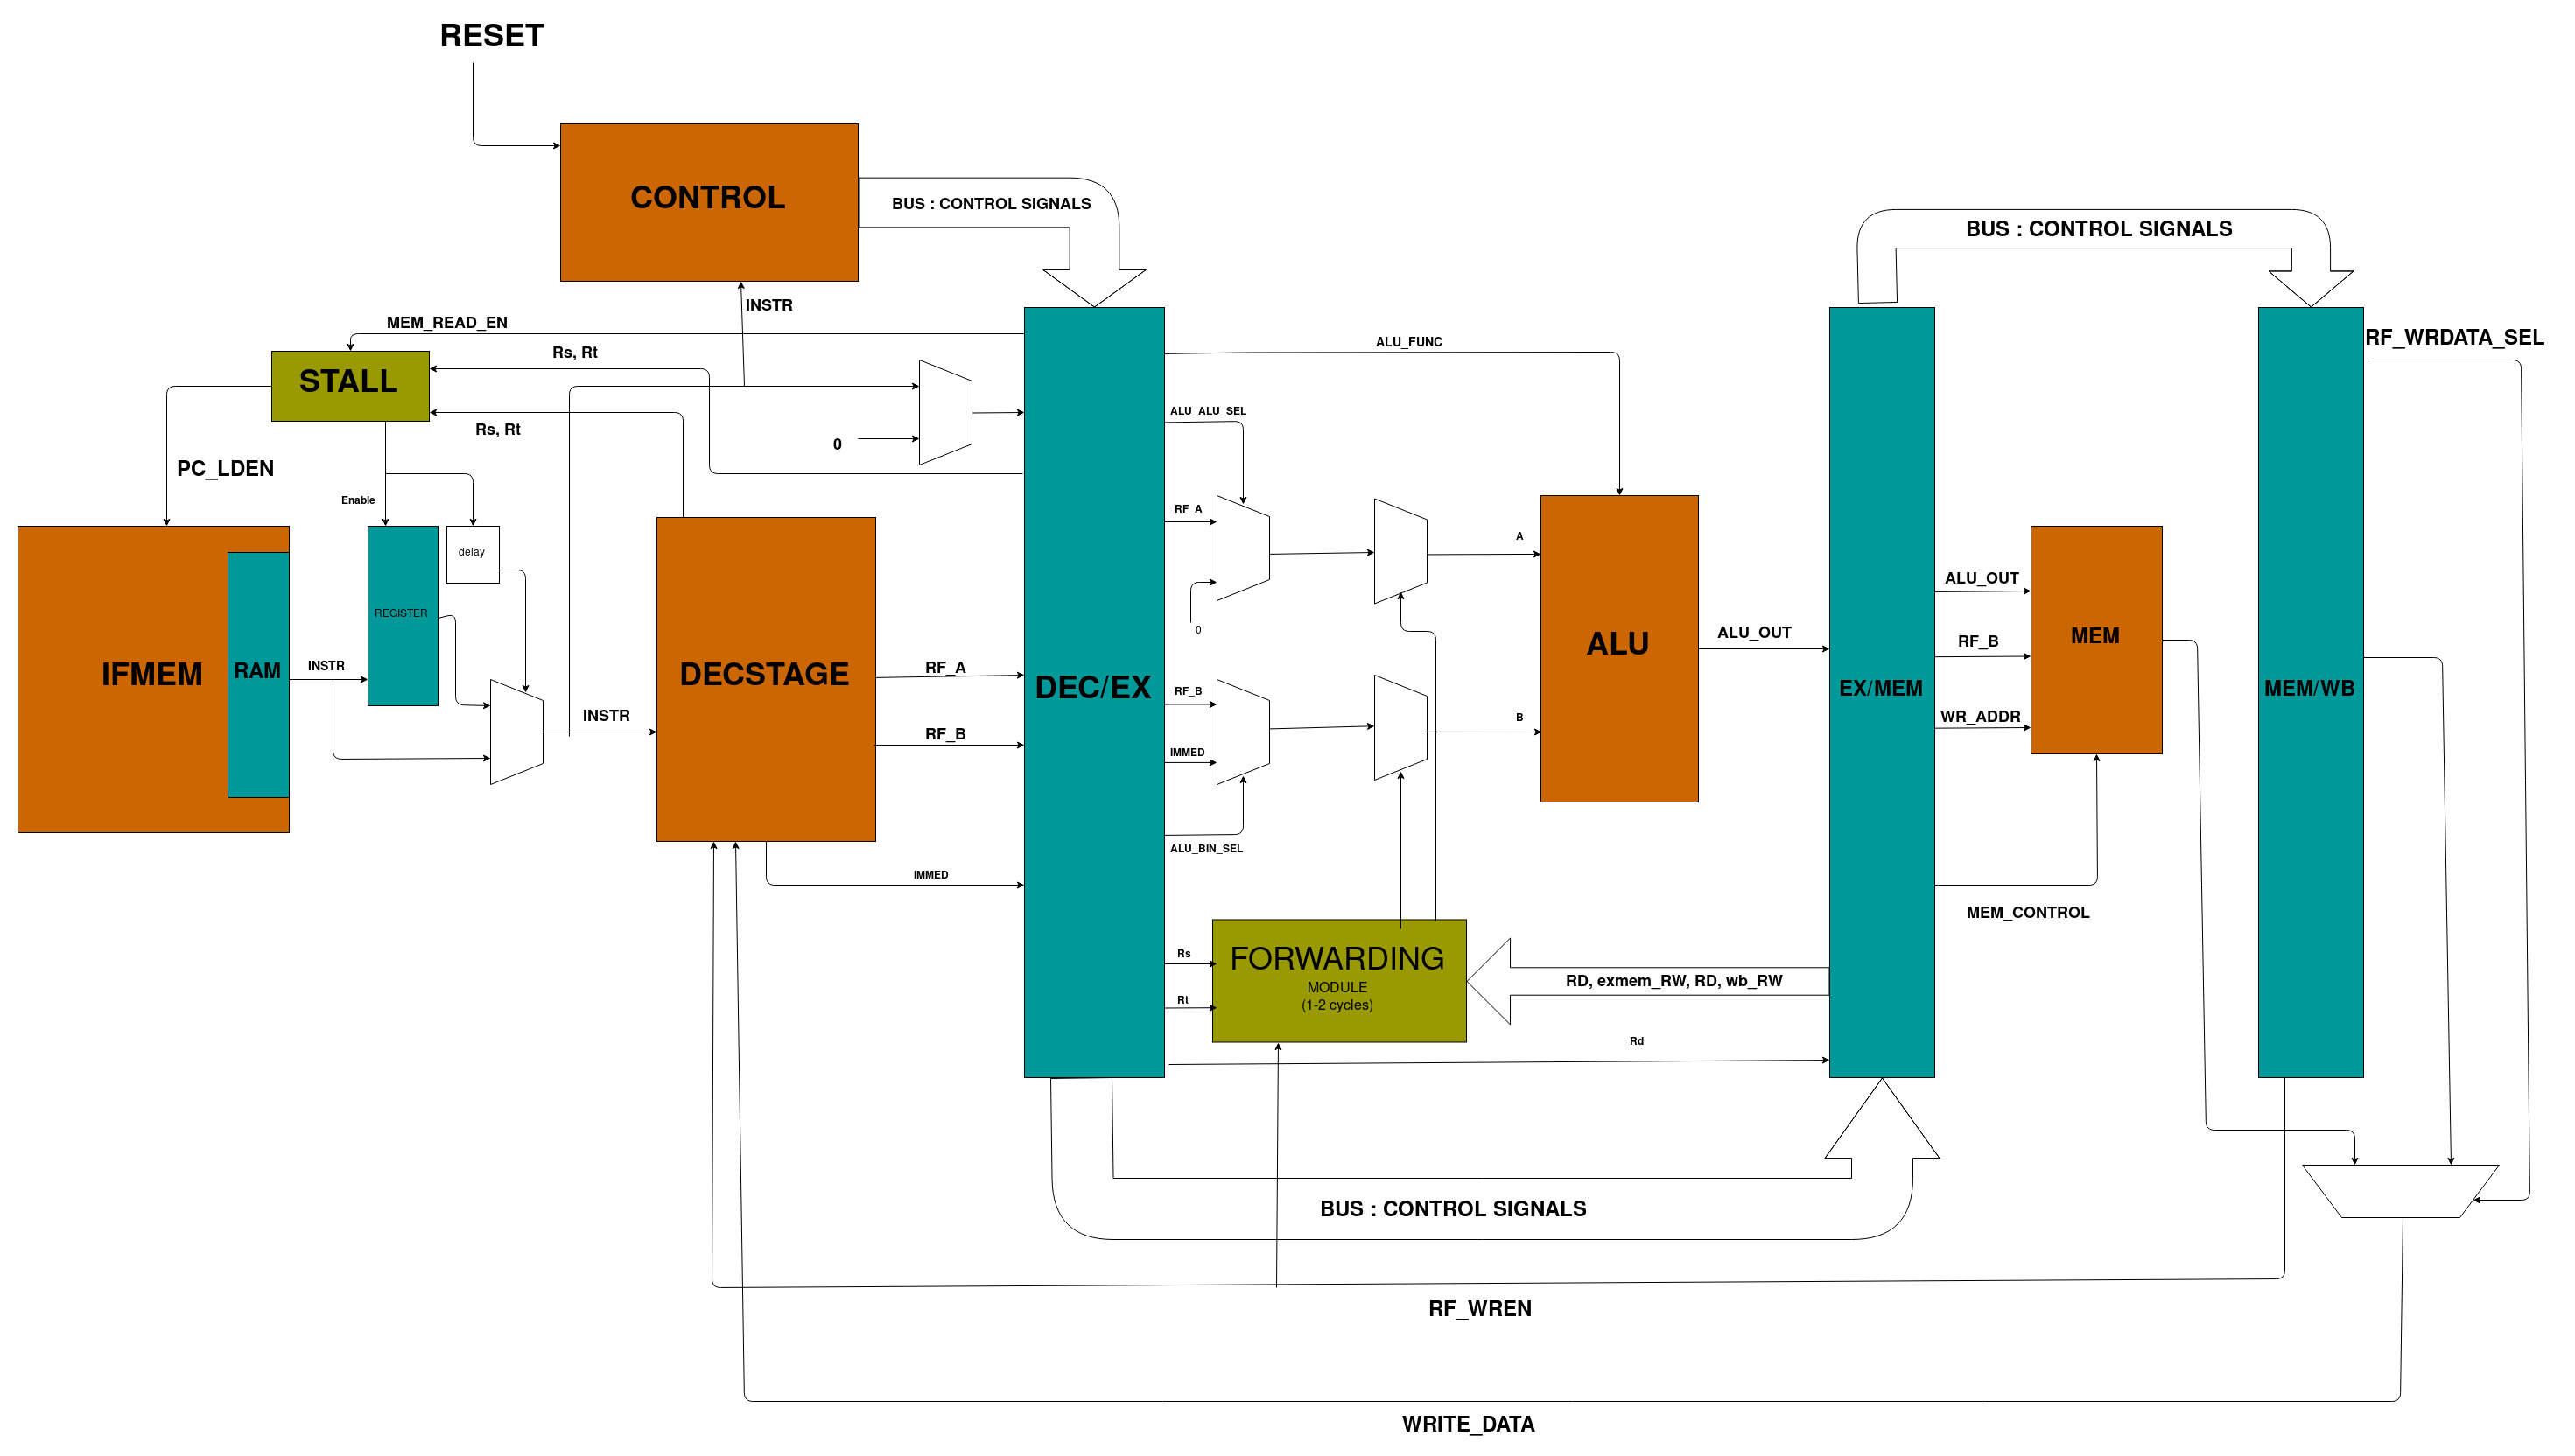 RESET
CONTROL
BUS : CONTROL SIGNALS
BUS : CONTROL SIGNALS
INSTR
MEM_READ_EN
RF_WRDATA_SEL
ALU_FUNC
Rs, Rt
STALL
ALU_ALU_SEL
Rs, Rt
0
PC_LDEN
Enable
RF_A
A
delay
ALU_OUT
REGISTER
0
ALU_OUT
RF_B
MEM
ALU
IFMEM
RAM
INSTR
DECSTAGE
RF_A
DEC/EX
RF_B
EX/MEM
MEM/WB
INSTR
B
WR_ADDR
RF_B
IMMED
ALU_BIN_SEL
IMMED
MEM_CONTROL
Rs
FORWARDING
MODULE
(1-2 cycles)
RD, exmem_RW, RD, wb_RW
Rt
Rd
BUS : CONTROL SIGNALS
RF_WREN
WRITE_DATA